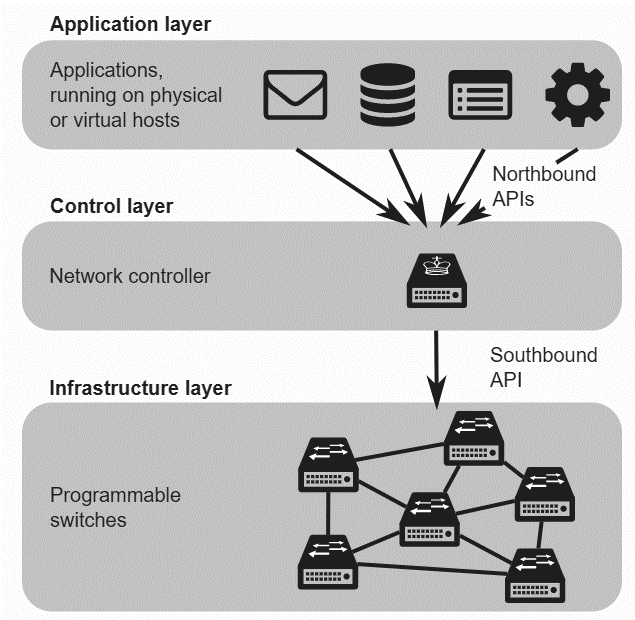 Application layer
Applications,
running on physical
or virtual hosts
Northbound
APIs
Control layer
Network controller
Southbound
API
Infrastructure layer
Programmable
switches